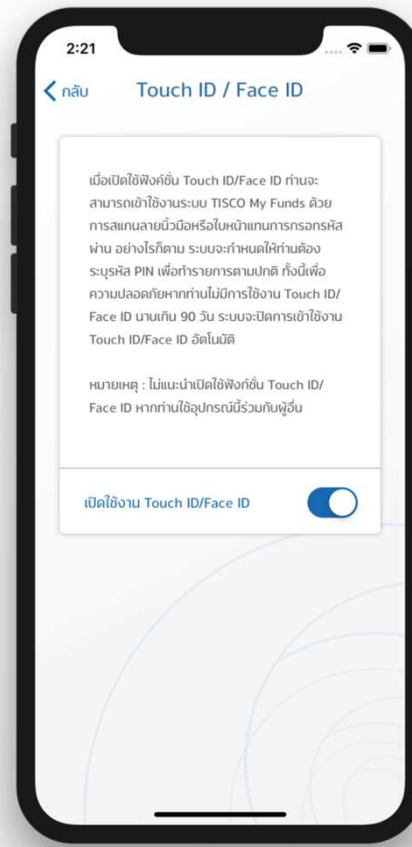 2:21
กลับ
Touch ID / Face ID
เมื่อเปิดใช้ฟังค์ชั่น Touch ID/Face ID ท่านจะ
สามารถเข้าใช้งานระบบ TISCO My Funds ด้วย
การสแกนลายนิ้วมือหรือใบหน้าแทนการกรอกรหัส
ผ่าน อย่างไรก็ตาม ระบบจะกำหนดให้ท่านต้อง
ระบุรหัส PIN เพื่อทำรายการตามปกติ ทั้งนี้เพื่อ
ความปลอดภัยหากท่านไม่มีการใช้งาน Touch ID/
Face ID นานเกิน 90 วัน ระบบจะปิดการเข้าใช้งาน
Touch ID/Face ID อัตโนมัติ
หมายเหตุ : ไม่แนะนำเปิดใช้ฟังก์ชั่น Touch ID/
Face ID หากท่านใช้อุปกรณ์นี้ร่วมกับผู้อื่น
เปิดใช้งาน Touch ID/Face ID